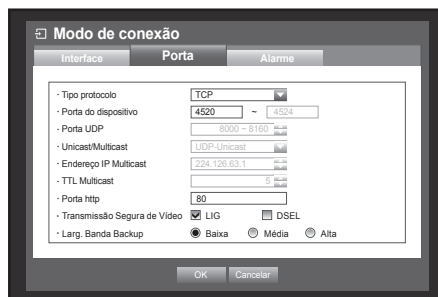 Modo de conexão
Interface Porta Alarme
· Tipo protocolo TCP
· Porta do dispositivo 4520 ~ 4524
· Porta UDP 8000 ~ 8160
· Unicast/Multicast UDP-Unicast
· Endereço IP Multicast 224.126.63.1
· TTL Multicast 5
· Porta http 80
· Transmissão Segura de Vídeo LIG DSEL
· Larg. Banda Backup Baixa Média Alta
OK Cancelar